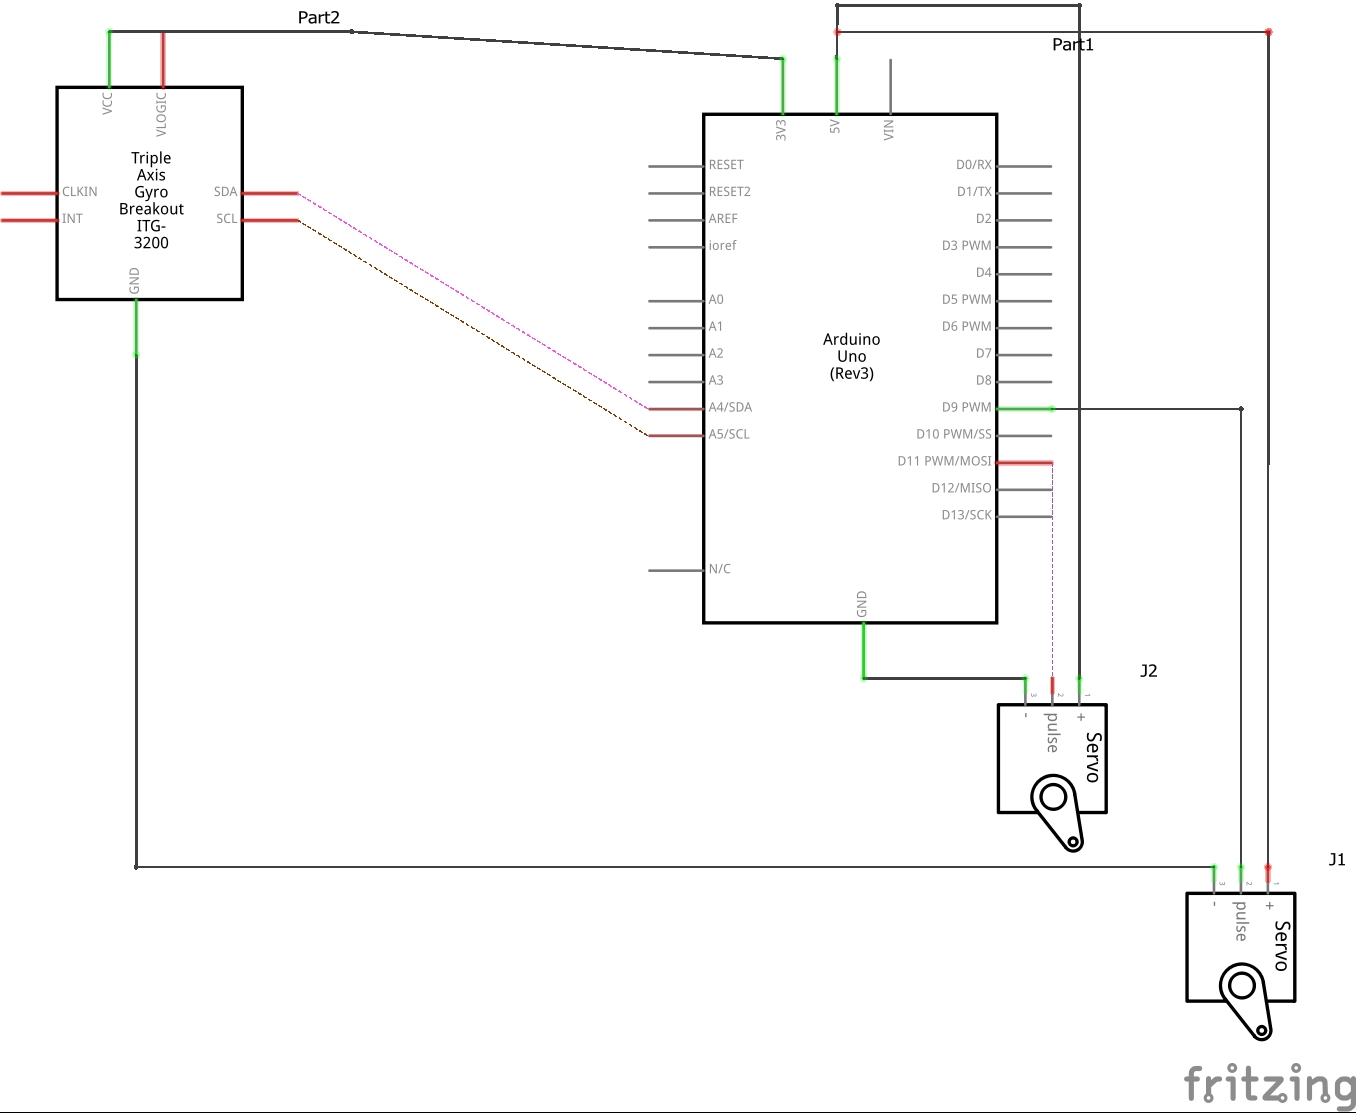 Part2
Part1
VCC
VLOGIC
Triple
Axis
Gyro
Breakout
ITG-
3200
CLKIN
INT
SDA
SCL
GND
3V3
5V
VIN
RESET
RESET2
AREF
ioref
A0
A1
A2
A3
A4/SDA
A5/SCL
N/C
Arduino
Uno
(Rev3)
D0/RX
D1/TX
D2
D3 PWM
D4
D5 PWM
D6 PWM
D7
D8
D9 PWM
D10 PWM/SS
D11 PWM/MOSI
D12/MISO
D13/SCK
GND
J2
3
2
1
-
pulse
+
Servo
J1
3
2
1
-
pulse
+
Servo
fritzing